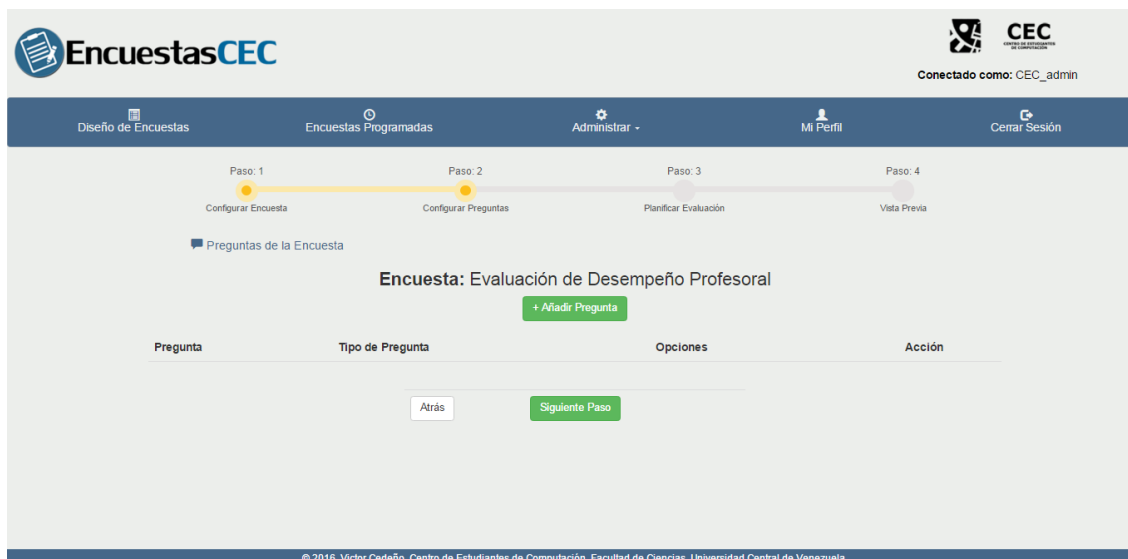 EncuestasCEC
CEC
CENTRO DE ESTUDIANTES
DE COMPUTACIÓN
Conectado como: CEC_admin
Diseño de Encuestas
Encuestas Programadas
Administrar
Mi Perfil
Cerrar Sesión
Paso: 1
Paso: 2
Paso: 3
Paso: 4
Configurar Encuesta
Configurar Preguntas
Planificar Evaluación
Vista Previa
Preguntas de la Encuesta
Encuesta: Evaluación de Desempeño Profesoral
+ Añadir Pregunta
Pregunta
Tipo de Pregunta
Opciones
Acción
Atrás
Siguiente Paso
© 2016, Victor Cedeño, Centro de Estudiantes de Computación, Facultad de Ciencias, Universidad Central de Venezuela